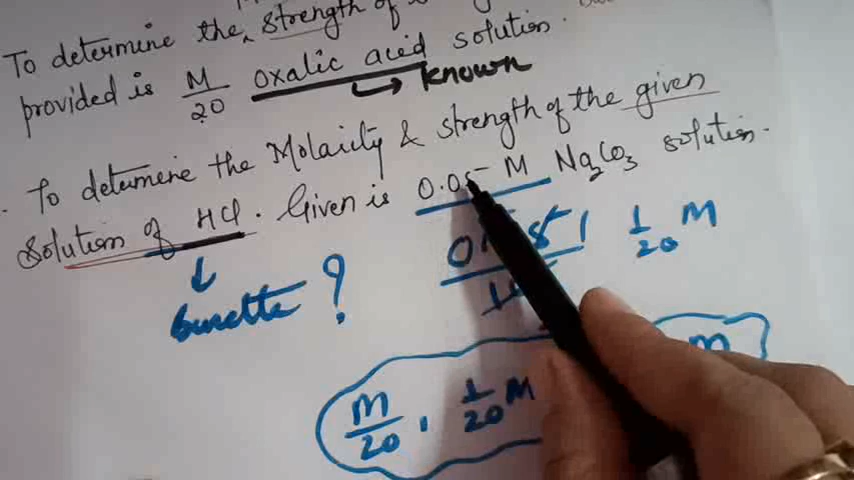 To determine the strength of
provided is M/20 oxalic acid solution.
known
To determine the Molarity & strength of the given
solution of HCl. Given is 0.05 M Na2CO3 solution.
burette ?
1/20 M
M/20, 1/20 M
m